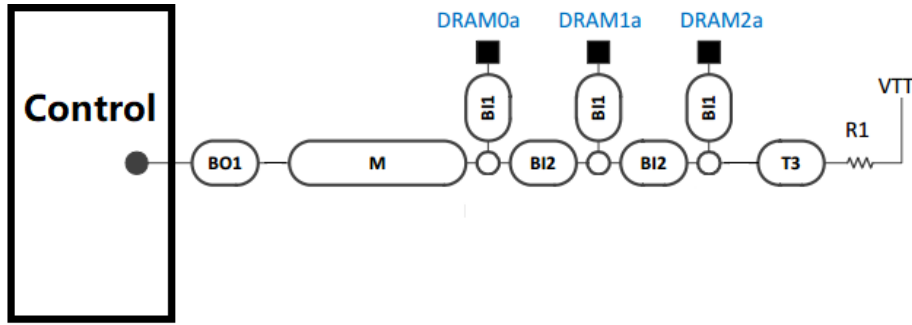 DRAM0a DRAM1a DRAM2a
VTT
Control
BI1 BI1 BI1
R1
BO1 M BI2 BI2 T3